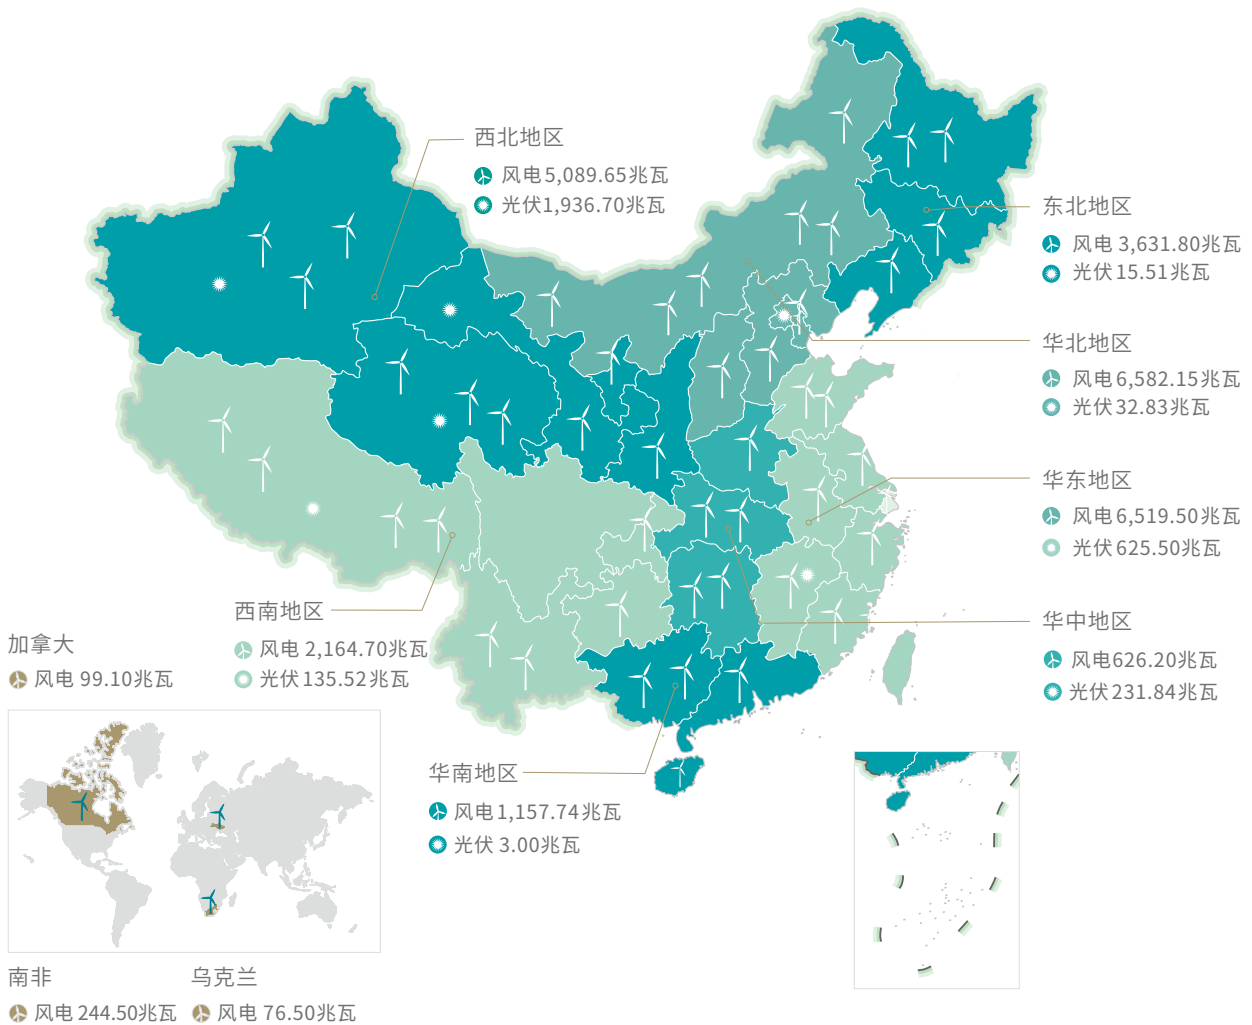 西北地区
风电5,089.65兆瓦
光伏1,936.70兆瓦
东北地区
风电 3,631.80兆瓦
光伏15.51兆瓦
华北地区
风电6,582.15兆瓦
光伏32.83兆瓦
华东地区
风电6,519.50兆瓦
光伏625.50兆瓦
西南地区
风电 2,164.70兆瓦
光伏135.52兆瓦
华中地区
风电626.20兆瓦
光伏231.84兆瓦
加拿大
风电 99.10兆瓦
华南地区
风电1,157.74兆瓦
光伏 3.00兆瓦
南非
风电 244.50兆瓦
乌克兰
风电 76.50兆瓦